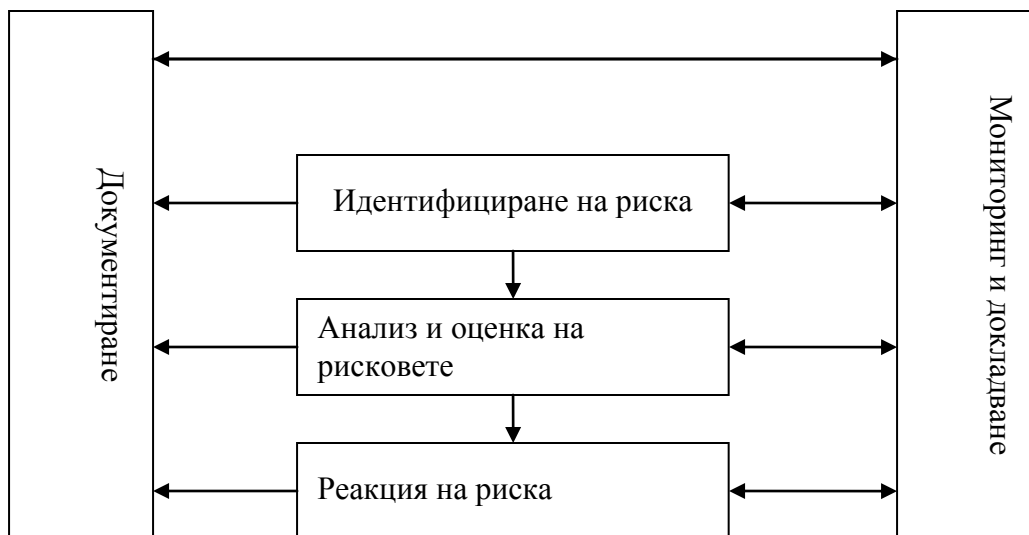 Документиране
Идентифициране на риска
Анализ и оценка на
рисковете
Реакция на риска
Мониторинг и докладване